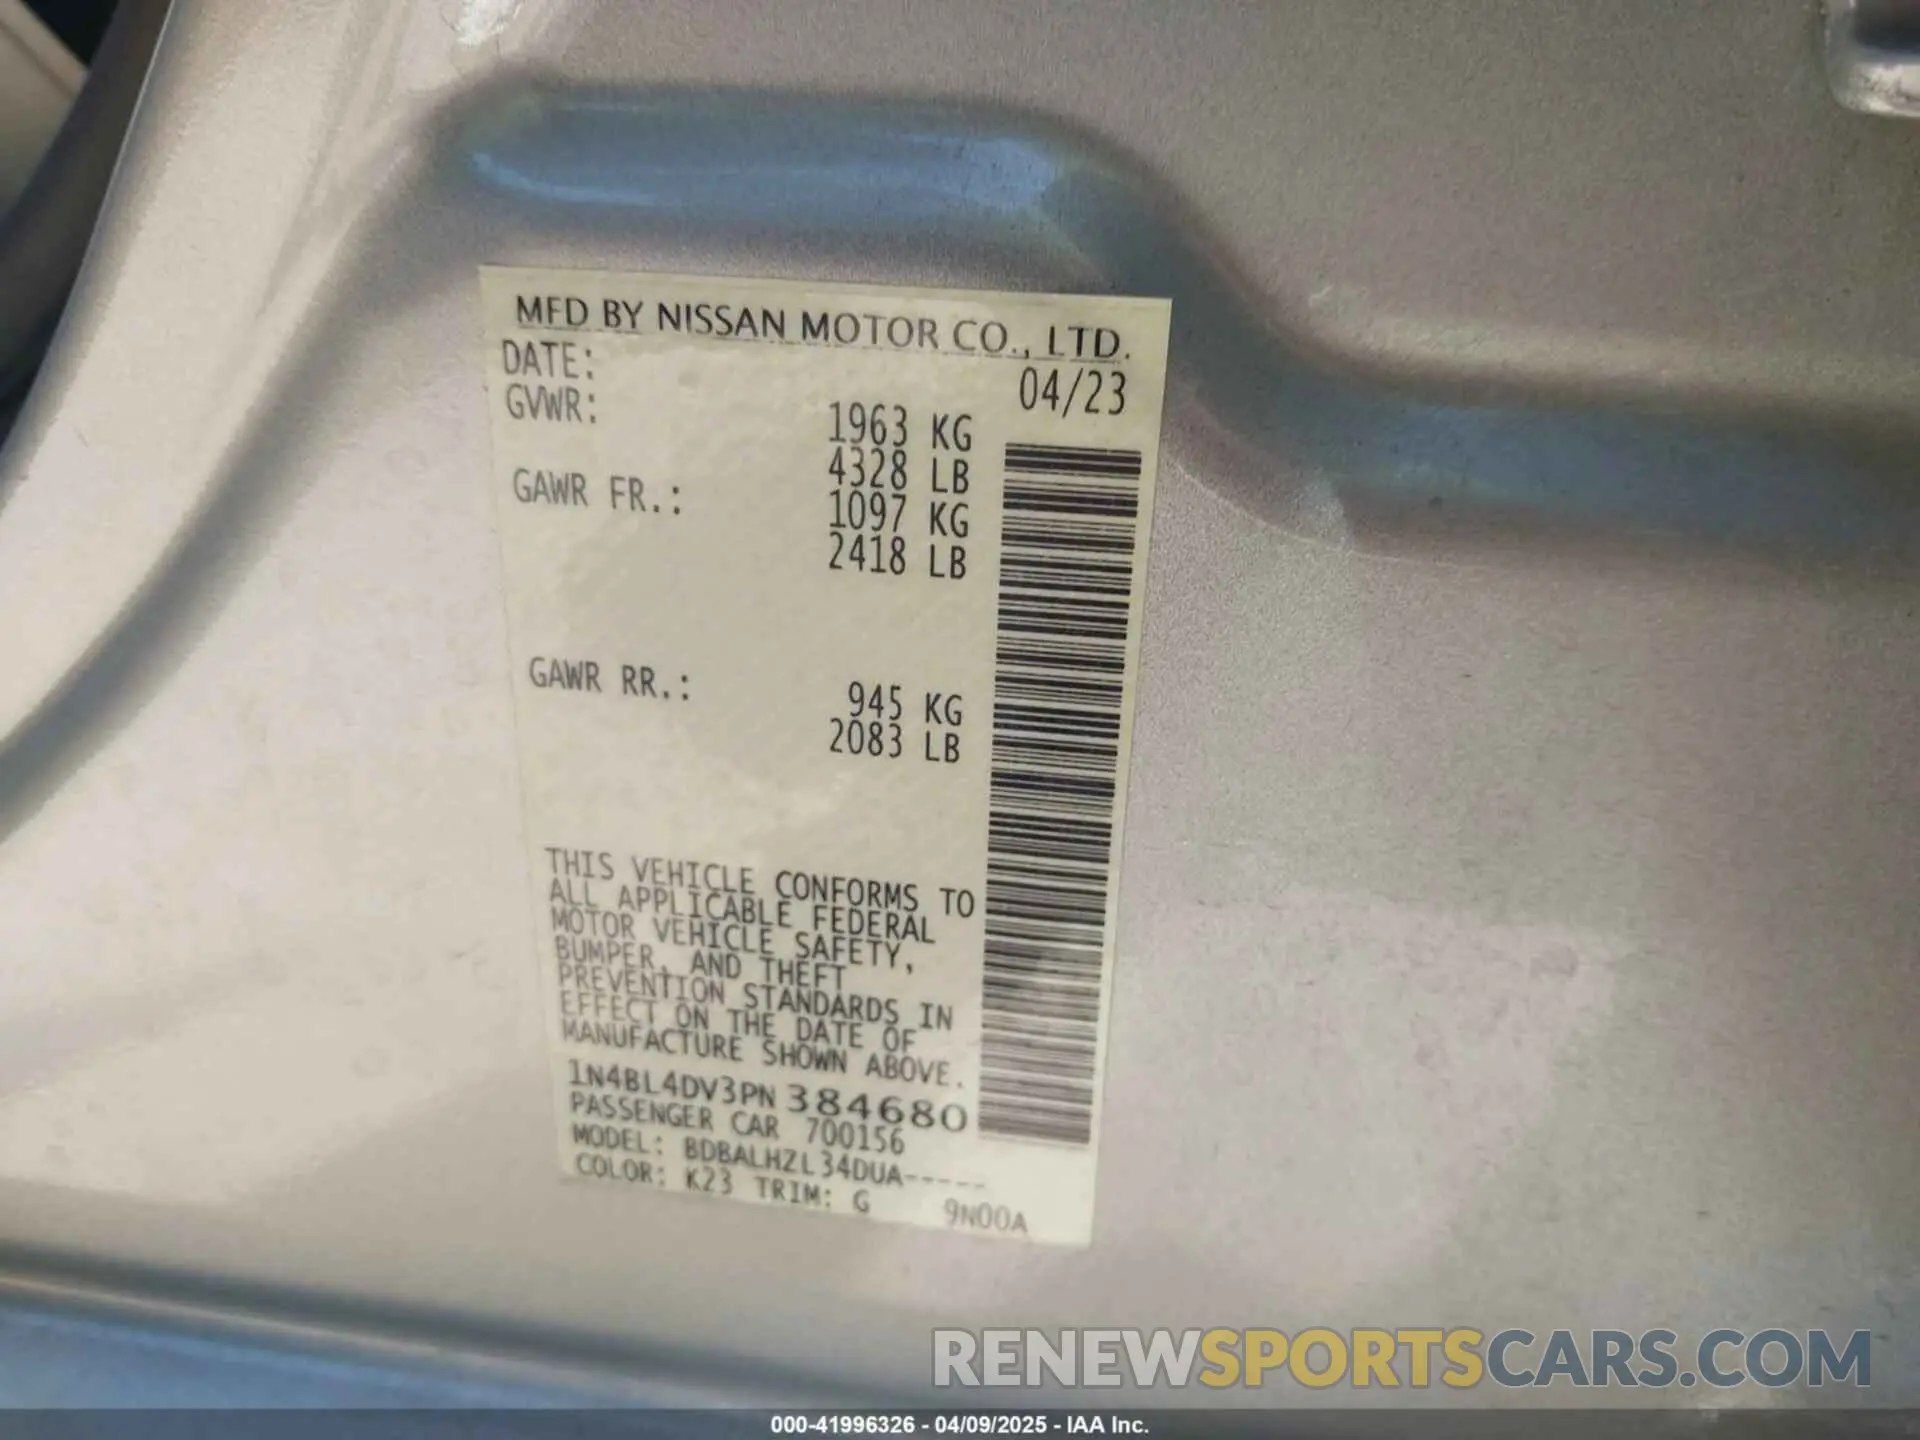 MFD BY NISSAN MOTOR CO., LTD.
DATE: 04/23
GVWR: 1963 KG
4328 LB
GAWR FR.: 1097 KG
2418 LB
GAWR RR.: 945 KG
2083 LB
THIS VEHICLE CONFORMS TO
ALL APPLICABLE FEDERAL
MOTOR VEHICLE SAFETY,
BUMPER, AND THEFT
PREVENTION STANDARDS IN
EFFECT ON THE DATE OF
MANUFACTURE SHOWN ABOVE.
1N4BL4DV3PN384680
PASSENGER CAR 700156
MODEL: BDBALHZL34DUA-----
COLOR: K23 TRIM: G 9N00A
RENEWSPORTSCARS.COM
000-41996326 - 04/09/2025 - IAA Inc.